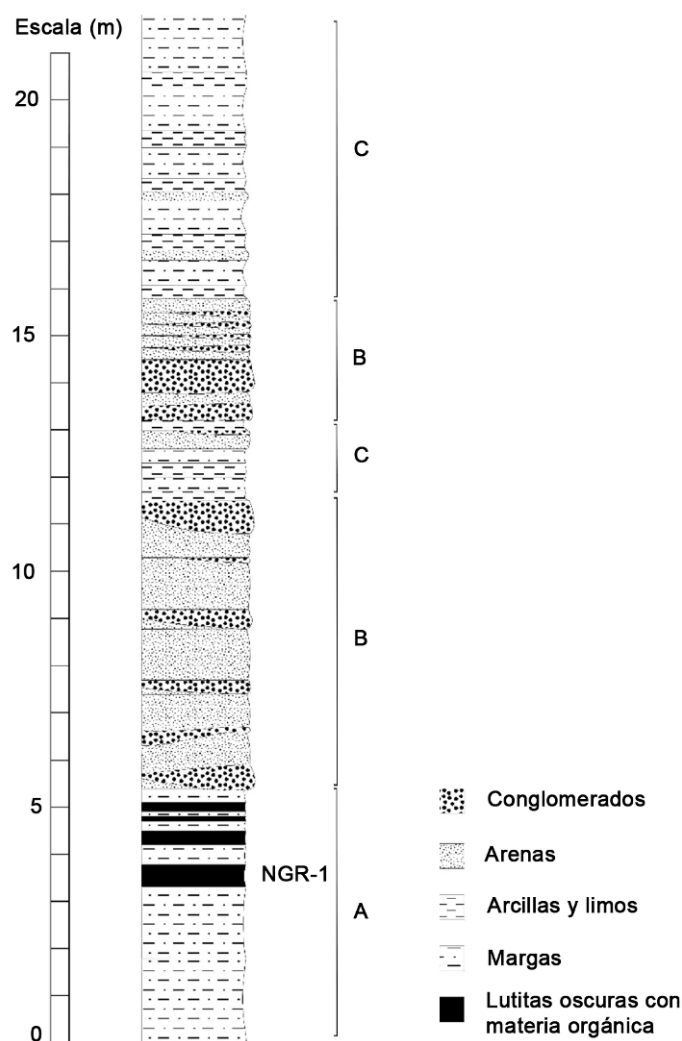 Escala (m)
20
C
15
B
C
10
B
Conglomerados
5
Arenas
NGR-1
Arcillas y limos
A
Margas
Lutitas oscuras con
materia orgánica
0